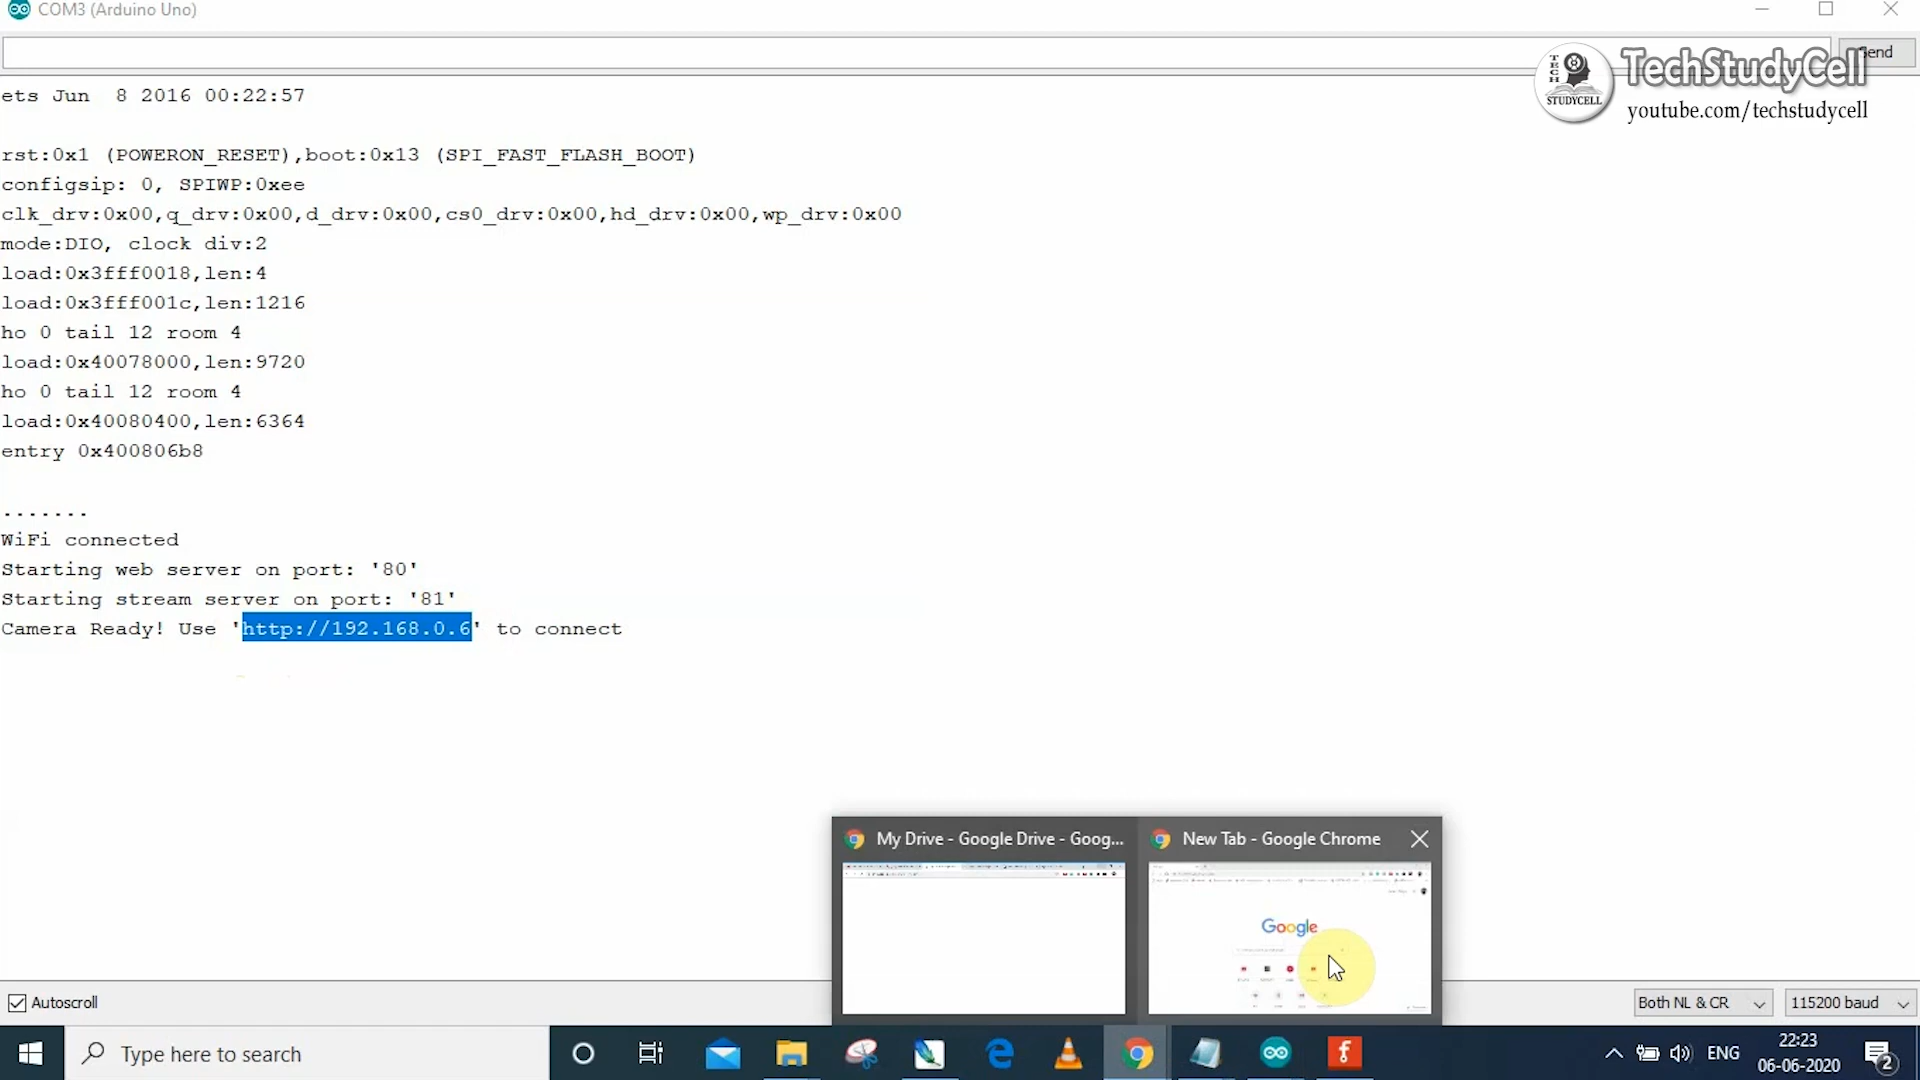 COM3 (Arduino Uno)
Send
TECH
STUDYCELL
TechStudyCell
youtube.com/techstudycell
ets Jun  8 2016 00:22:57
rst:0x1 (POWERON_RESET),boot:0x13 (SPI_FAST_FLASH_BOOT)
configsip: 0, SPIWP:0xee
clk_drv:0x00,q_drv:0x00,d_drv:0x00,cs0_drv:0x00,hd_drv:0x00,wp_drv:0x00
mode:DIO, clock div:2
load:0x3fff0018,len:4
load:0x3fff001c,len:1216
ho 0 tail 12 room 4
load:0x40078000,len:9720
ho 0 tail 12 room 4
load:0x40080400,len:6364
entry 0x400806b8
.......
WiFi connected
Starting web server on port: '80'
Starting stream server on port: '81'
Camera Ready! Use 'http://192.168.0.6' to connect
My Drive - Google Drive - Goog...
New Tab - Google Chrome
Google
Autoscroll
Both NL & CR
115200 baud
Type here to search
ENG
22:23
06-06-2020
2